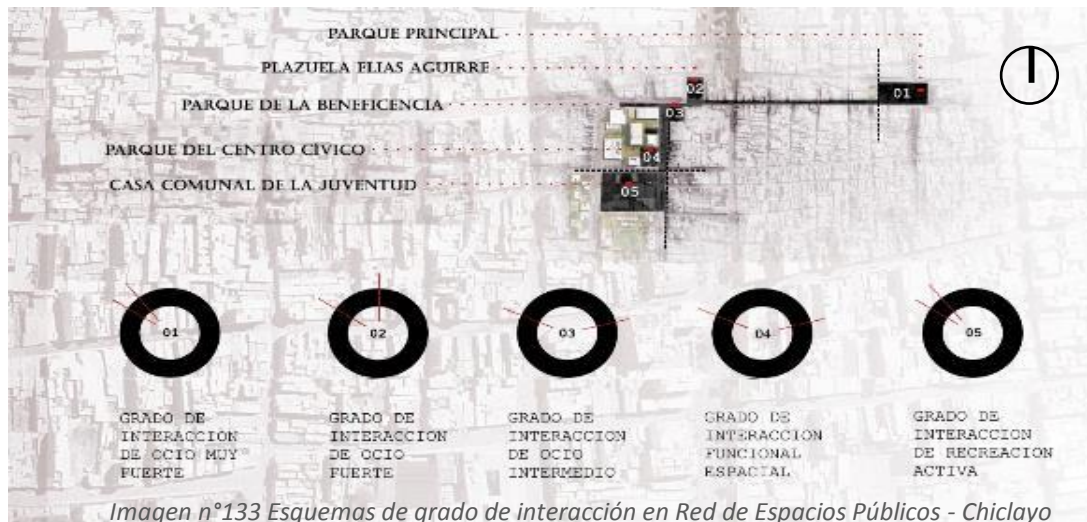 PARQUE PRINCIPAL
PLAZUELA ELIAS AGUIRRE
PARQUE DE LA BENEFICENCIA
PARQUE DEL CENTRO CÍVICO
CASA COMUNAL DE LA JUVENTUD
01
02
03
04
05
01
02
03
04
05
GRADO DE
INTERACCION
DE OCIO MUY
FUERTE
GRADO DE
INTERACCION
DE OCIO
FUERTE
GRADO DE
INTERACCION
DE OCIO
INTERMEDIO
GRADO DE
INTERACCION
FUNCIONAL
ESPACIAL
GRADO DE
INTERACCION
DE RECREACION
ACTIVA
Imagen n°133 Esquemas de grado de interacción en Red de Espacios Públicos - Chiclayo